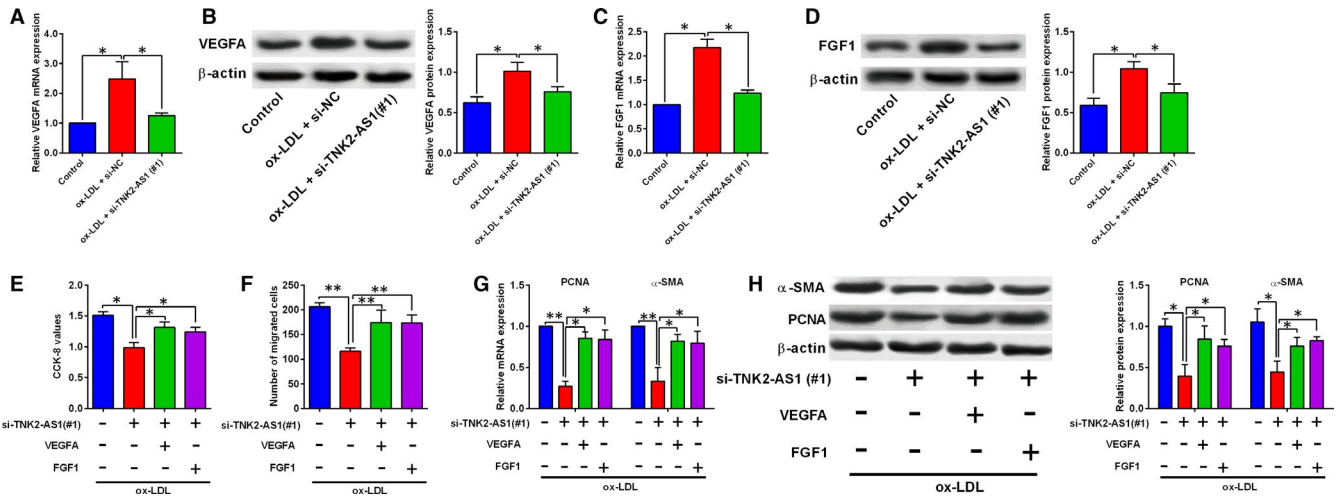 A
Relative VEGFA mRNA expression
4.0
3.5
3.0
2.5
2.0
1.5
1.0
0.5
0.0
*
*
Control
ox-LDL + si-NC
ox-LDL + si-TNK2-AS1 (#1)
B
VEGFA
β-actin
Control
ox-LDL + si-NC
ox-LDL + si-TNK2-AS1(#1)
Relative VEGFA protein expression
1.5
1.0
0.5
0.0
*
*
Control
ox-LDL + si-NC
ox-LDL + si-TNK2-AS1 (#1)
C
Relative FGF1 mRNA expression
2.5
2.0
1.5
1.0
0.5
0.0
*
*
Control
ox-LDL + si-NC
ox-LDL + si-TNK2-AS1 (#1)
D
FGF1
β-actin
Control
ox-LDL + si-NC
ox-LDL + si-TNK2-AS1 (#1)
Relative FGF1 protein expression
1.5
1.0
0.5
0.0
*
*
Control
ox-LDL + si-NC
ox-LDL + si-TNK2-AS1 (#1)
E
CCK-8 values
2.0
1.5
1.0
0.5
0.0
*
*
*
si-TNK2-AS1(#1) - + + +
VEGFA - - + -
FGF1 - - - +
ox-LDL
F
Number of migrated cells
250
200
150
100
50
0
**
**
**
si-TNK2-AS1(#1) - + + +
VEGFA - - + -
FGF1 - - - +
ox-LDL
G
PCNA α-SMA
Relative mRNA expression
1.5
1.0
0.5
0.0
** * *
** * *
si-TNK2-AS1(#1) - + + + - + + +
VEGFA - - + - - - + -
FGF1 - - - + - - - +
ox-LDL
H
α-SMA
PCNA
β-actin
si-TNK2-AS1 (#1) - + + +
VEGFA - - + -
FGF1 - - - +
ox-LDL
PCNA α-SMA
Relative protein expression
1.5
1.0
0.5
0.0
* * *
* * *
si-TNK2-AS1(#1) - + + + - + + +
VEGFA - - + - - - + -
FGF1 - - - + - - - +
ox-LDL